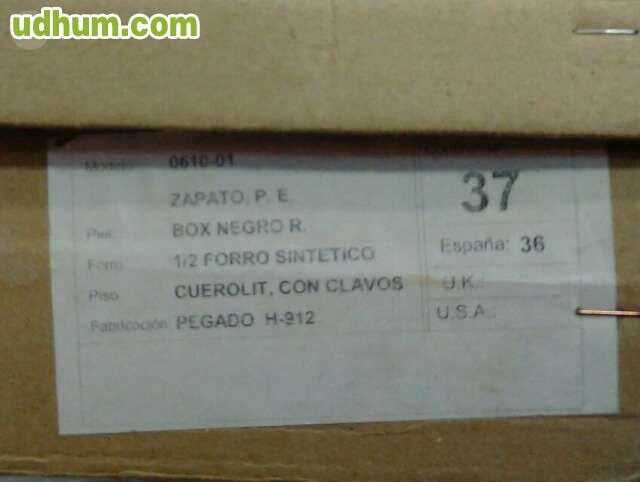 udhum.com
Modelo 0610-01
ZAPATO, P. E.
Piel: BOX NEGRO R.
Forro 1/2 FORRO SINTETICO
Piso CUEROLIT, CON CLAVOS
Fabricación PEGADO H-912
37
España: 36
U.K.:
U.S.A.: